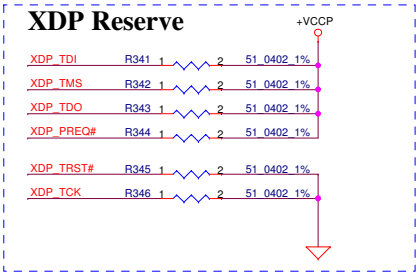 XDP Reserve
+VCCP
XDP_TDI R341 1 2 51_0402_1%
XDP_TMS R342 1 2 51_0402_1%
XDP_TDO R343 1 2 51_0402_1%
XDP_PREQ# R344 1 2 51_0402_1%
XDP_TRST# R345 1 2 51_0402_1%
XDP_TCK R346 1 2 51_0402_1%